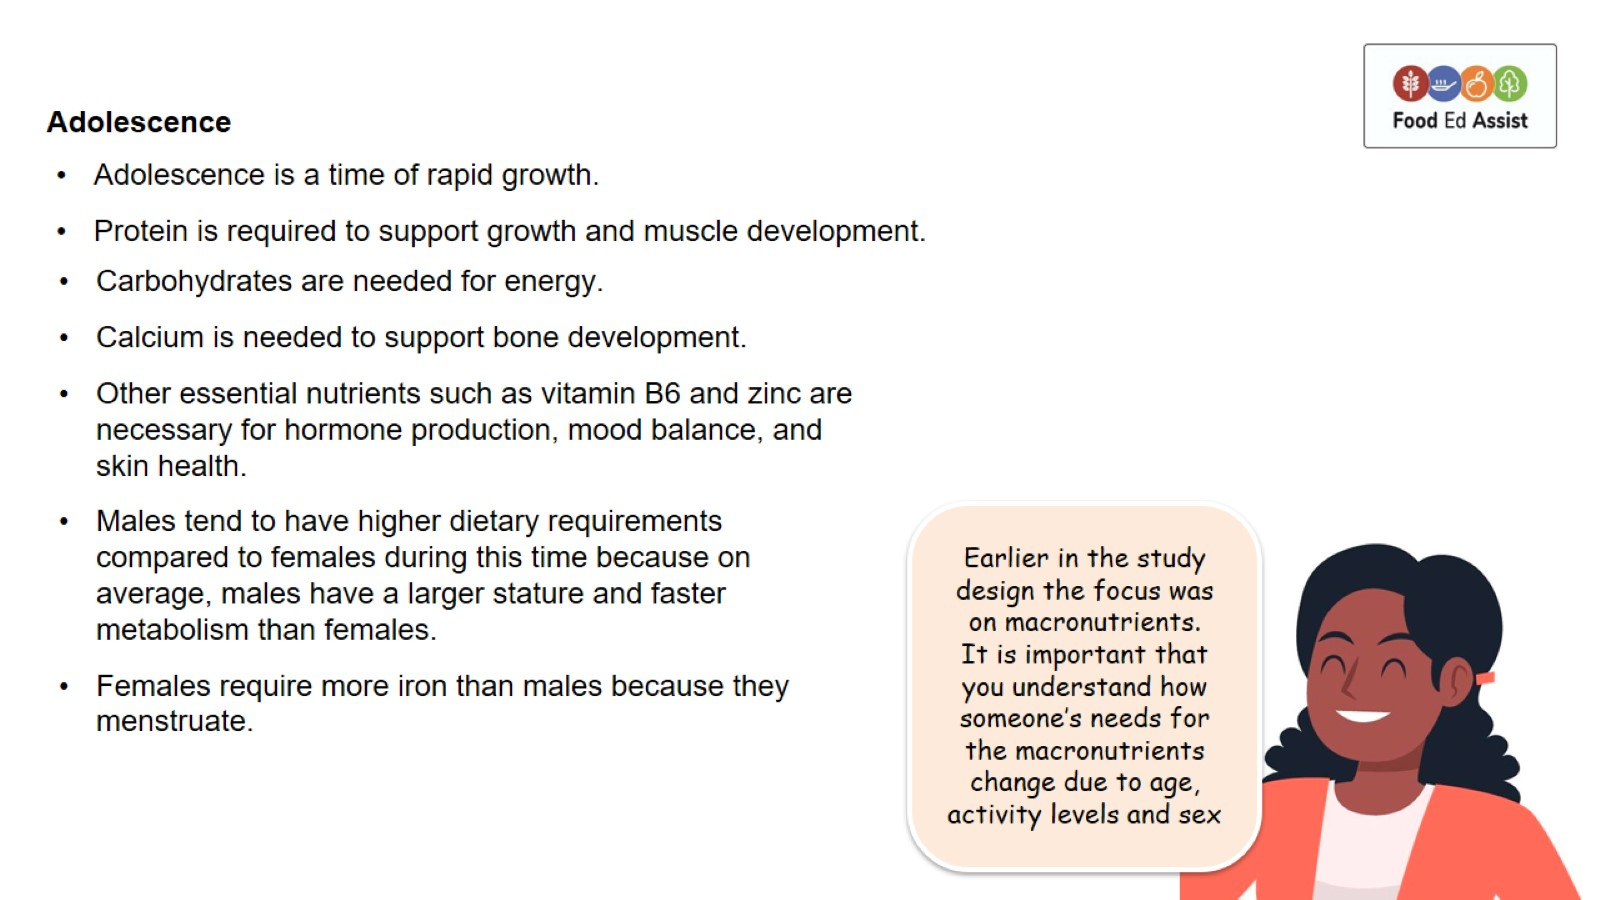 Food Ed Assist
Adolescence
• Adolescence is a time of rapid growth.
• Protein is required to support growth and muscle development.
• Carbohydrates are needed for energy.
• Calcium is needed to support bone development.
• Other essential nutrients such as vitamin B6 and zinc are
necessary for hormone production, mood balance, and
skin health.
• Males tend to have higher dietary requirements
compared to females during this time because on
average, males have a larger stature and faster
metabolism than females.
• Females require more iron than males because they
menstruate.
Earlier in the study
design the focus was
on macronutrients.
It is important that
you understand how
someone’s needs for
the macronutrients
change due to age,
activity levels and sex